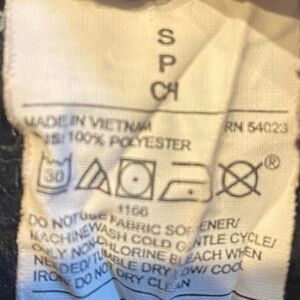 S
P
CH
MADE IN VIETNAM RN 54023
100% POLYESTER
30 ®
1166
DO NOT USE FABRIC SOFTENER/
MACHINE WASH COLD GENTLE CYCLE/
ONLY NON-CHLORINE BLEACH WHEN
NEEDED/TUMBLE DRY LOW/ COOL
IRON/ DO NOT DRY CLEAN